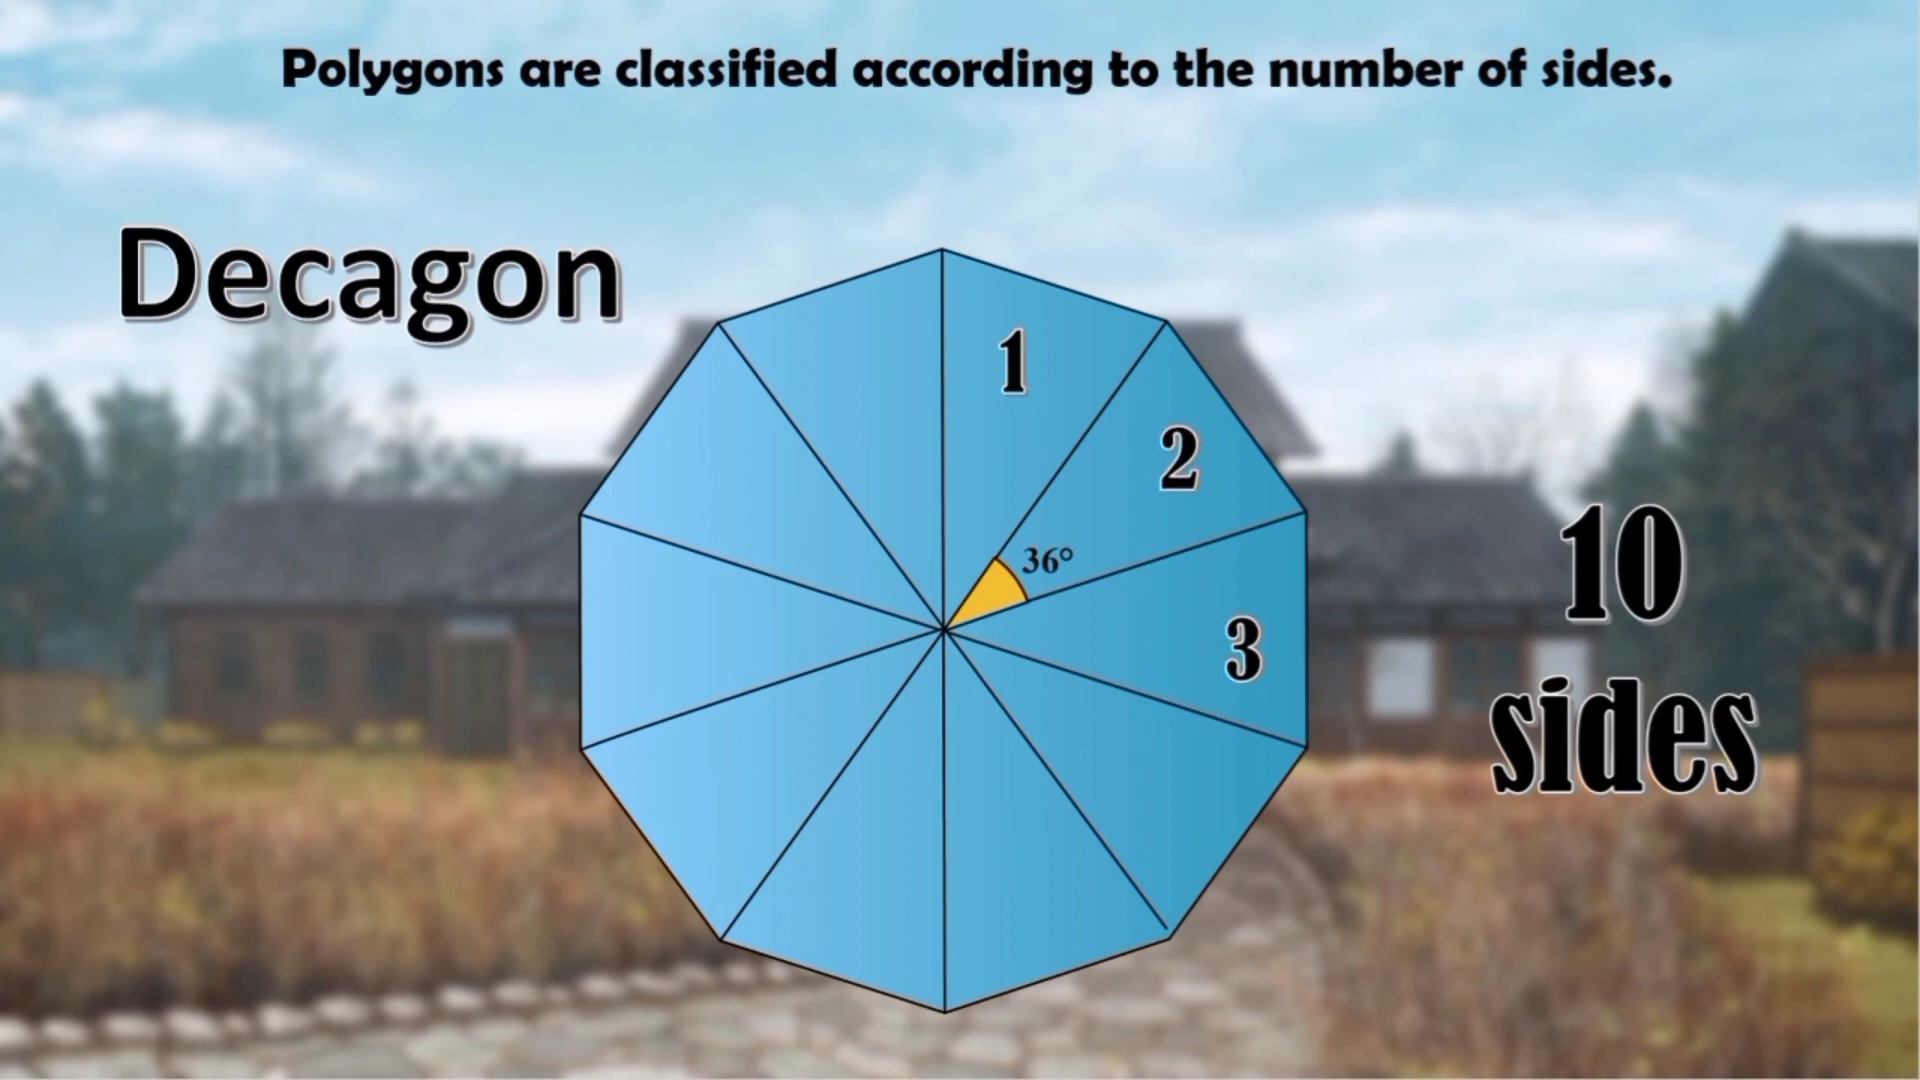 Polygons are classified according to the number of sides.
Decagon
1
2
36°
3
10
sides